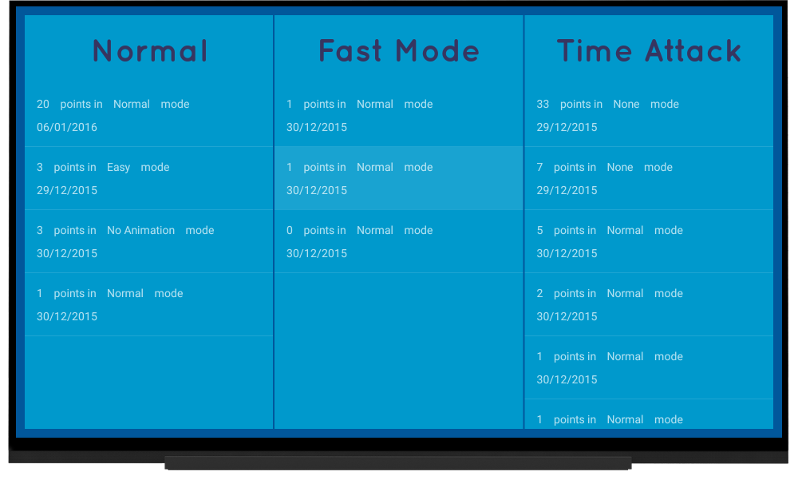 Normal
20 points in Normal mode
06/01/2016
3 points in Easy mode
29/12/2015
3 points in No Animation mode
30/12/2015
1 points in Normal mode
30/12/2015
Fast Mode
1 points in Normal mode
30/12/2015
1 points in Normal mode
30/12/2015
0 points in Normal mode
30/12/2015
Time Attack
33 points in None mode
29/12/2015
7 points in None mode
29/12/2015
5 points in Normal mode
30/12/2015
2 points in Normal mode
30/12/2015
1 points in Normal mode
30/12/2015
1 points in Normal mode